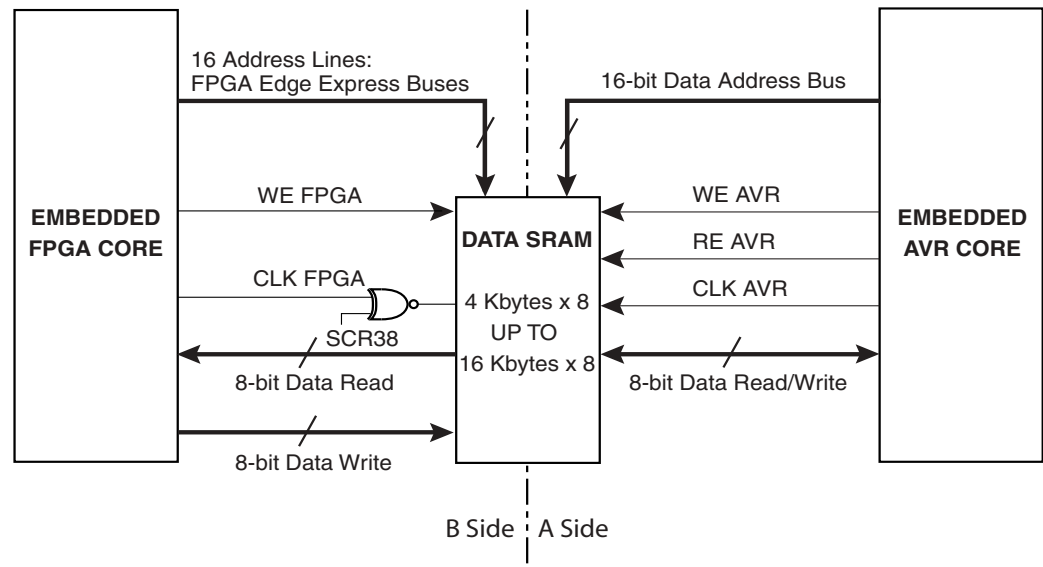 16 Address Lines:
FPGA Edge Express Buses
16-bit Data Address Bus
WE FPGA
WE AVR
EMBEDDED
FPGA CORE
DATA SRAM
RE AVR
EMBEDDED
AVR CORE
CLK FPGA
CLK AVR
4 Kbytes x 8
UP TO
16 Kbytes x 8
SCR38
8-bit Data Read
8-bit Data Read/Write
8-bit Data Write
B Side
A Side